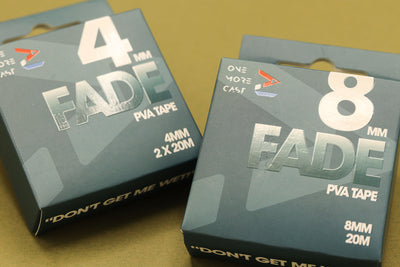 ONE
MORE
CAST
4
MM
FADE
PVA TAPE
4MM
2 X 20M
"DON'T GET ME WET!"
ONE
MORE
CAST
8
MM
FADE
PVA TAPE
8MM
20M
"DON'T GET ME